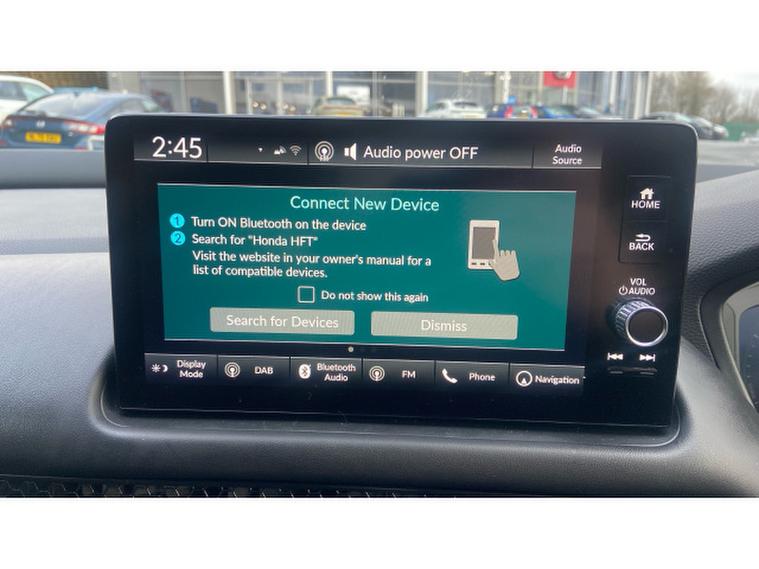 2:45
Audio power OFF
Audio
Source
Connect New Device
1 Turn ON Bluetooth on the device
2 Search for "Honda HFT"
Visit the website in your owner's manual for a
list of compatible devices.
Do not show this again
Search for Devices
Dismiss
Display
Mode
DAB
Bluetooth
Audio
FM
Phone
Navigation
HOME
BACK
VOL
AUDIO